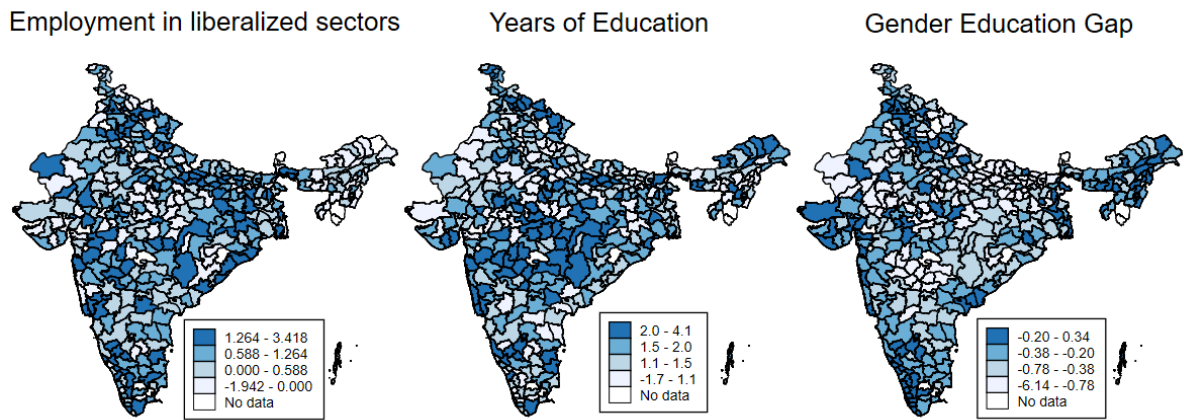 Employment in liberalized sectors
Years of Education
Gender Education Gap
1.264 - 3.418
0.588 - 1.264
0.000 - 0.588
-1.942 - 0.000
No data
2.0 - 4.1
1.5 - 2.0
1.1 - 1.5
-1.7 - 1.1
No data
-0.20 - 0.34
-0.38 - -0.20
-0.78 - -0.38
-6.14 - -0.78
No data